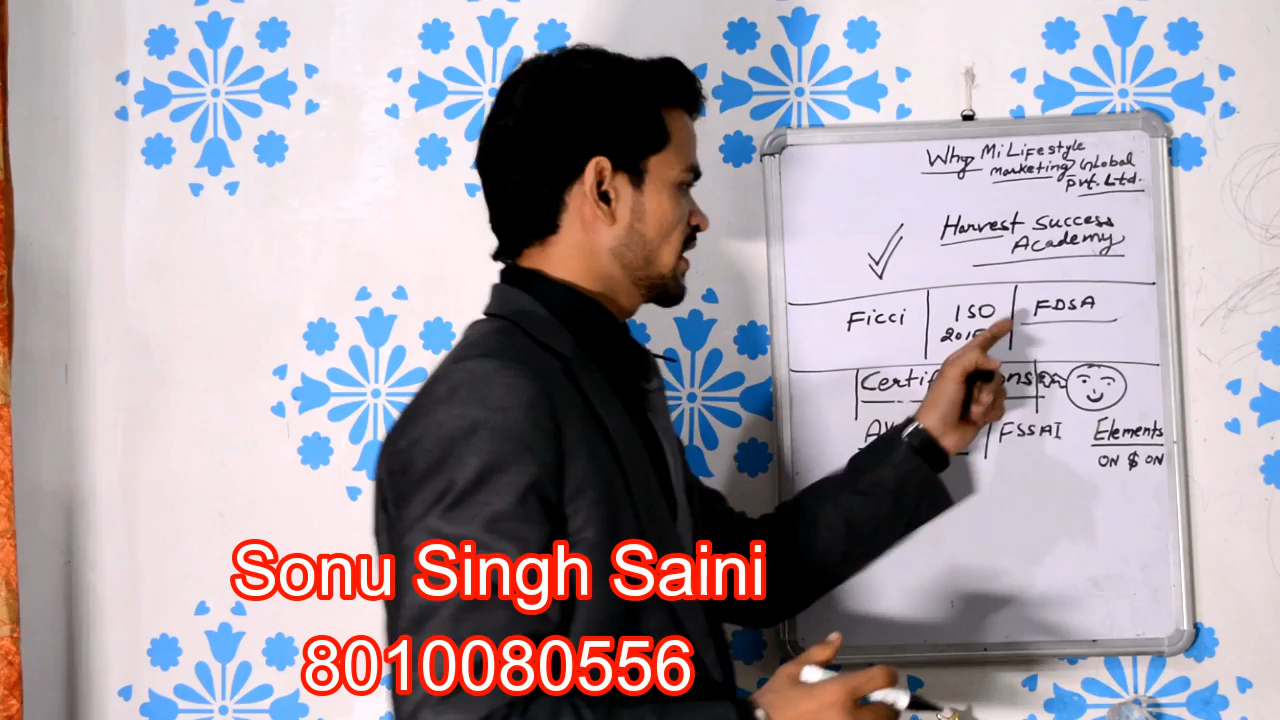 Why Mi Lifestyle
marketing Global
pvt. Ltd.
Harvest Success
Academy
Ficci ISO FDSA
FSSAI Elements
ON $ ON
Sonu Singh Saini
8010080556